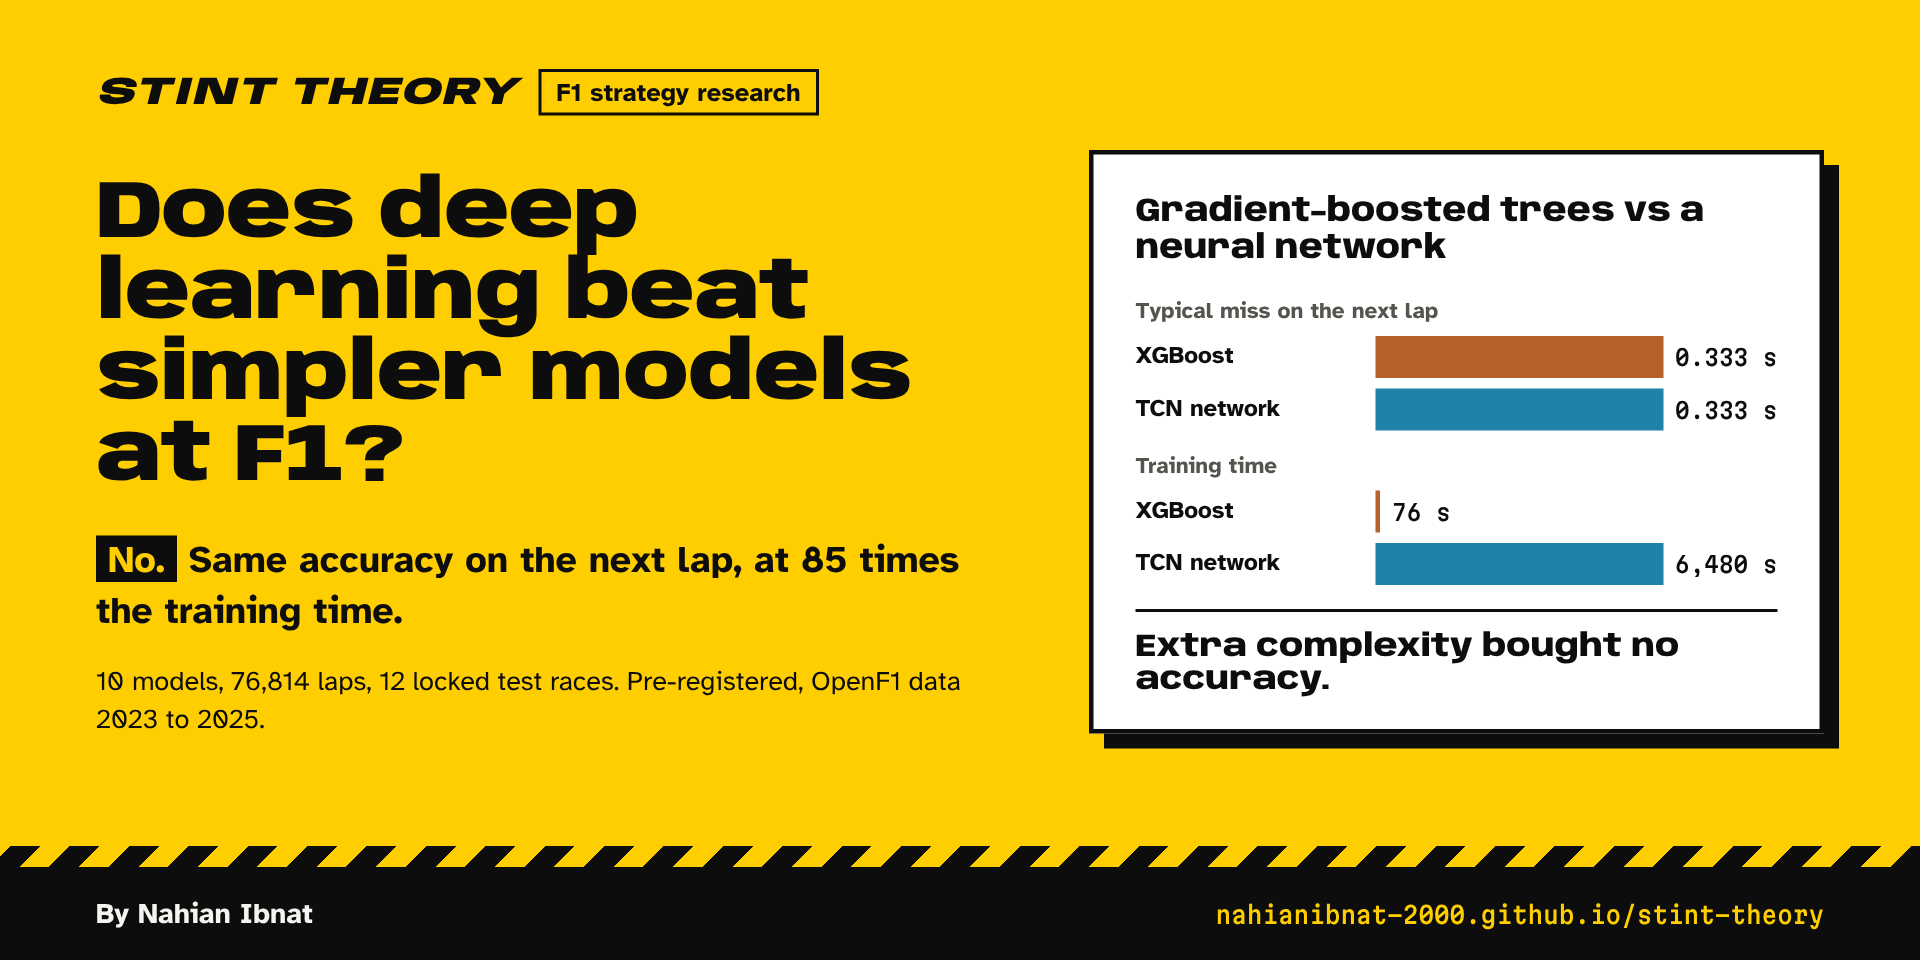 STINT THEORY
F1 strategy research
Does deep
learning beat
simpler models
at F1?
No. Same accuracy on the next lap, at 85 times
the training time.
10 models, 76,814 laps, 12 locked test races. Pre-registered, OpenF1 data
2023 to 2025.
Gradient-boosted trees vs a
neural network
Typical miss on the next lap
XGBoost 0.333 s
TCN network 0.333 s
Training time
XGBoost 76 s
TCN network 6,480 s
Extra complexity bought no
accuracy.
By Nahian Ibnat
nahianibnat-2000.github.io/stint-theory